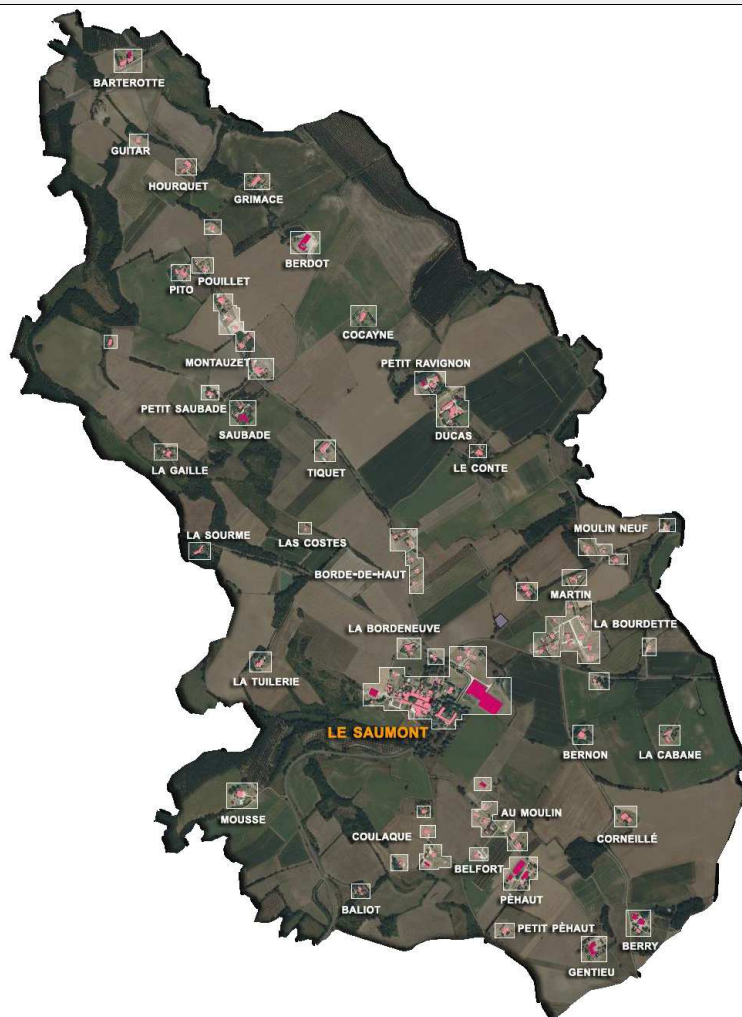 BARTEROTTE
GUITAR
HOURQUET
GRIMACE
BERDOT
POUILLET
PITO
COCAYNE
MONTAUZET
PETIT RAVIGNON
PETIT SAUBADE
SAUBADE
DUCAS
LA GAILLE
TIQUET
LE CONTE
LA SOURME
LAS COSTES
MOULIN NEUF
BORDE-DE-HAUT
MARTIN
LA BOURDETTE
LA BORDENEUVE
LA TUILERIE
LE SAUMONT
BERNON
LA CABANE
MOUSSE
AU MOULIN
COULAQUE
CORNEILLÉ
BELFORT
PÈHAUT
BALIOT
PETIT PÈHAUT
BERRY
GENTIEU